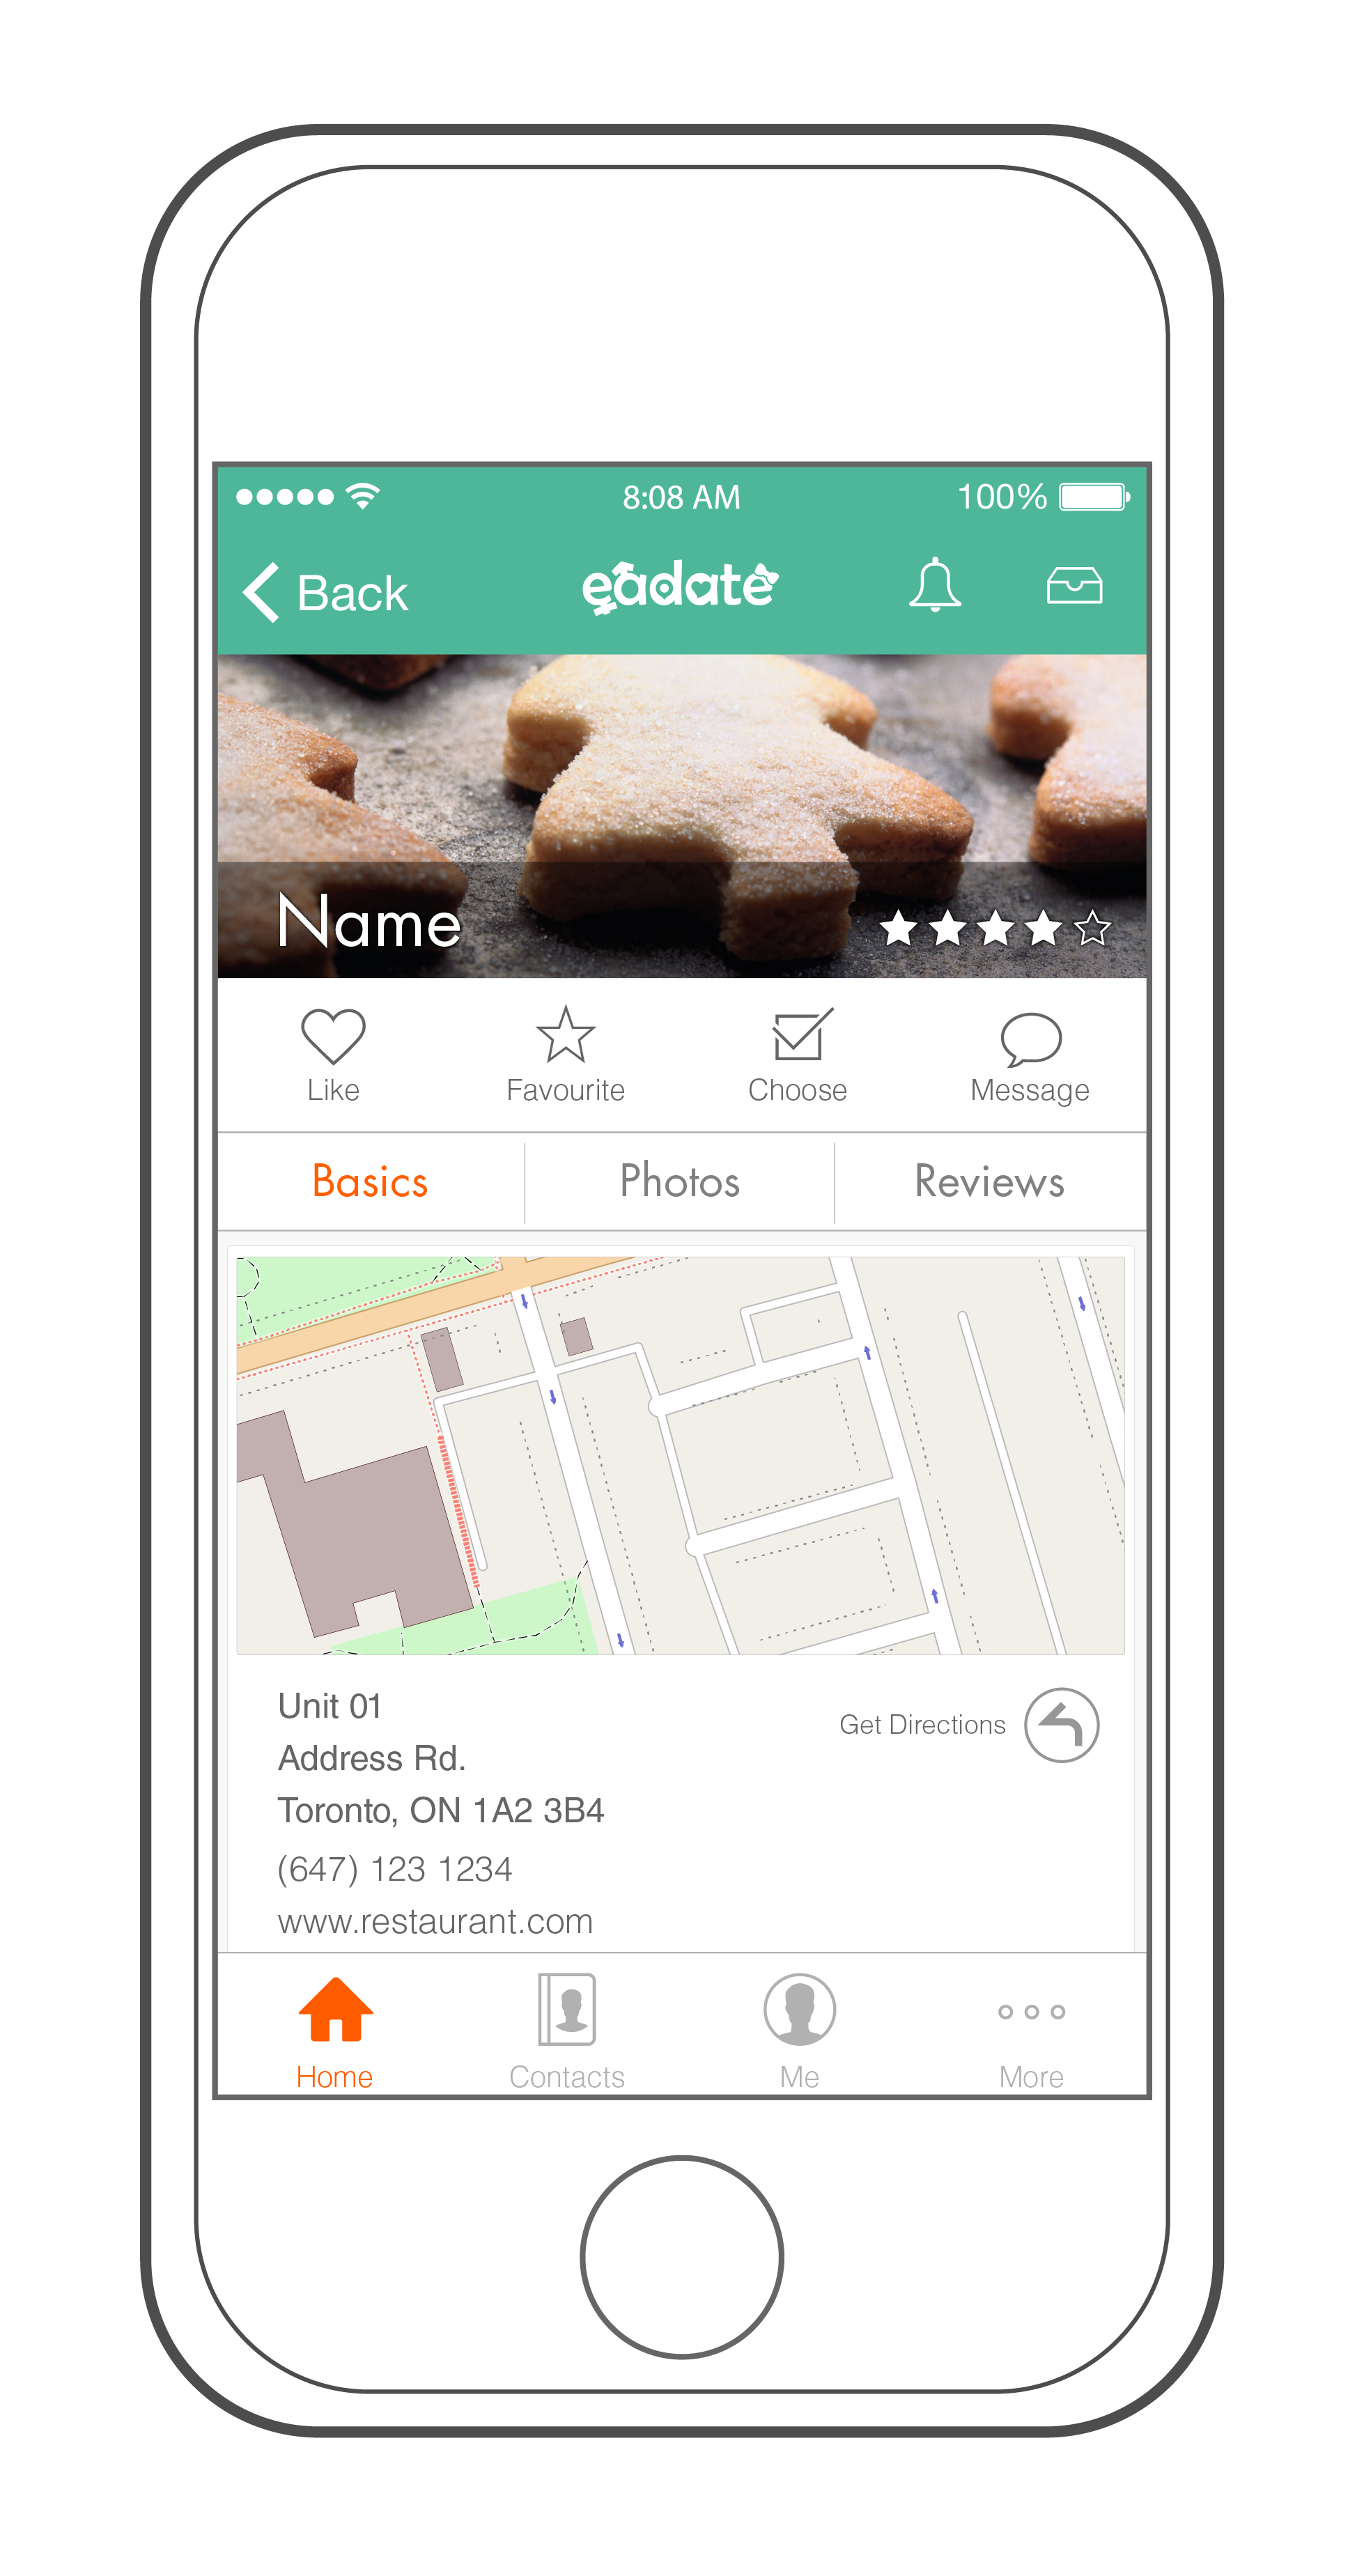 8:08 AM 100%
Back eadate
Name
Like Favourite Choose Message
Basics Photos Reviews
Unit 01
Get Directions
Address Rd.
Toronto, ON 1A2 3B4
(647) 123 1234
www.restaurant.com
Home Contacts Me More